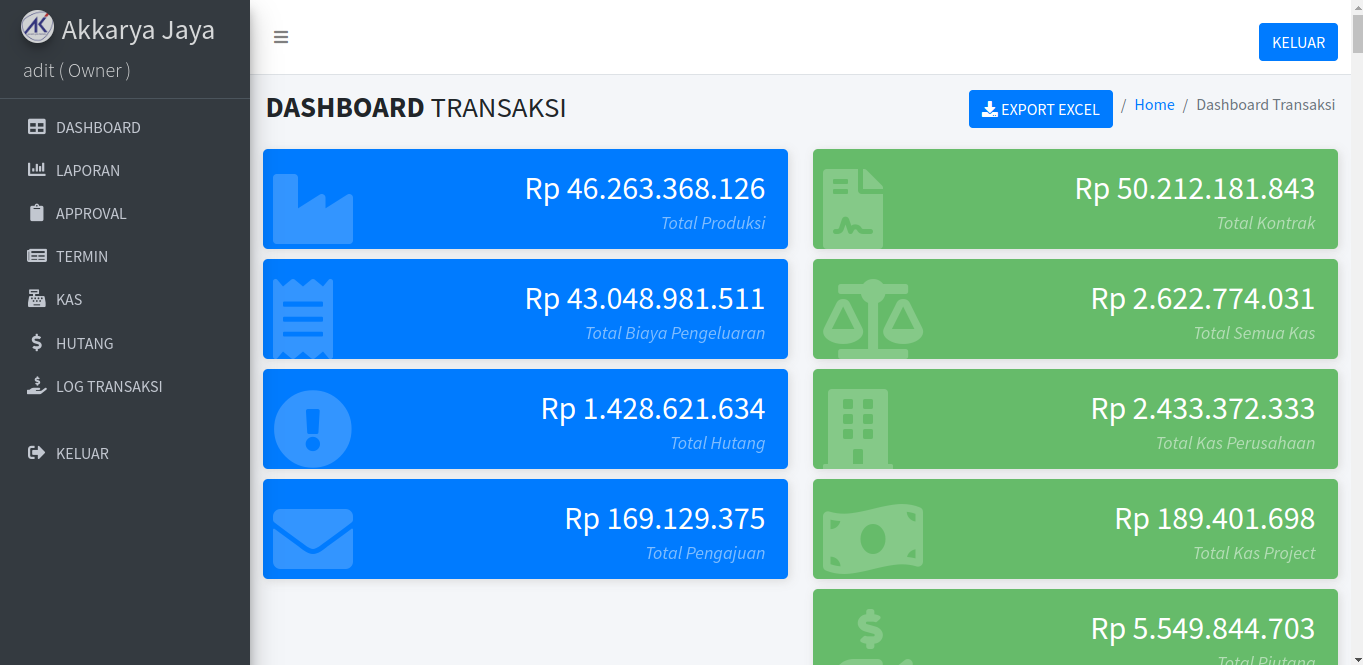 Akkarya Jaya
adit ( Owner )
DASHBOARD
LAPORAN
APPROVAL
TERMIN
KAS
HUTANG
LOG TRANSAKSI
KELUAR
KELUAR
DASHBOARD TRANSAKSI
EXPORT EXCEL / Home / Dashboard Transaksi
Rp 46.263.368.126
Total Produksi
Rp 43.048.981.511
Total Biaya Pengeluaran
Rp 1.428.621.634
Total Hutang
Rp 169.129.375
Total Pengajuan
Rp 50.212.181.843
Total Kontrak
Rp 2.622.774.031
Total Semua Kas
Rp 2.433.372.333
Total Kas Perusahaan
Rp 189.401.698
Total Kas Project
Rp 5.549.844.703
Total Piutang